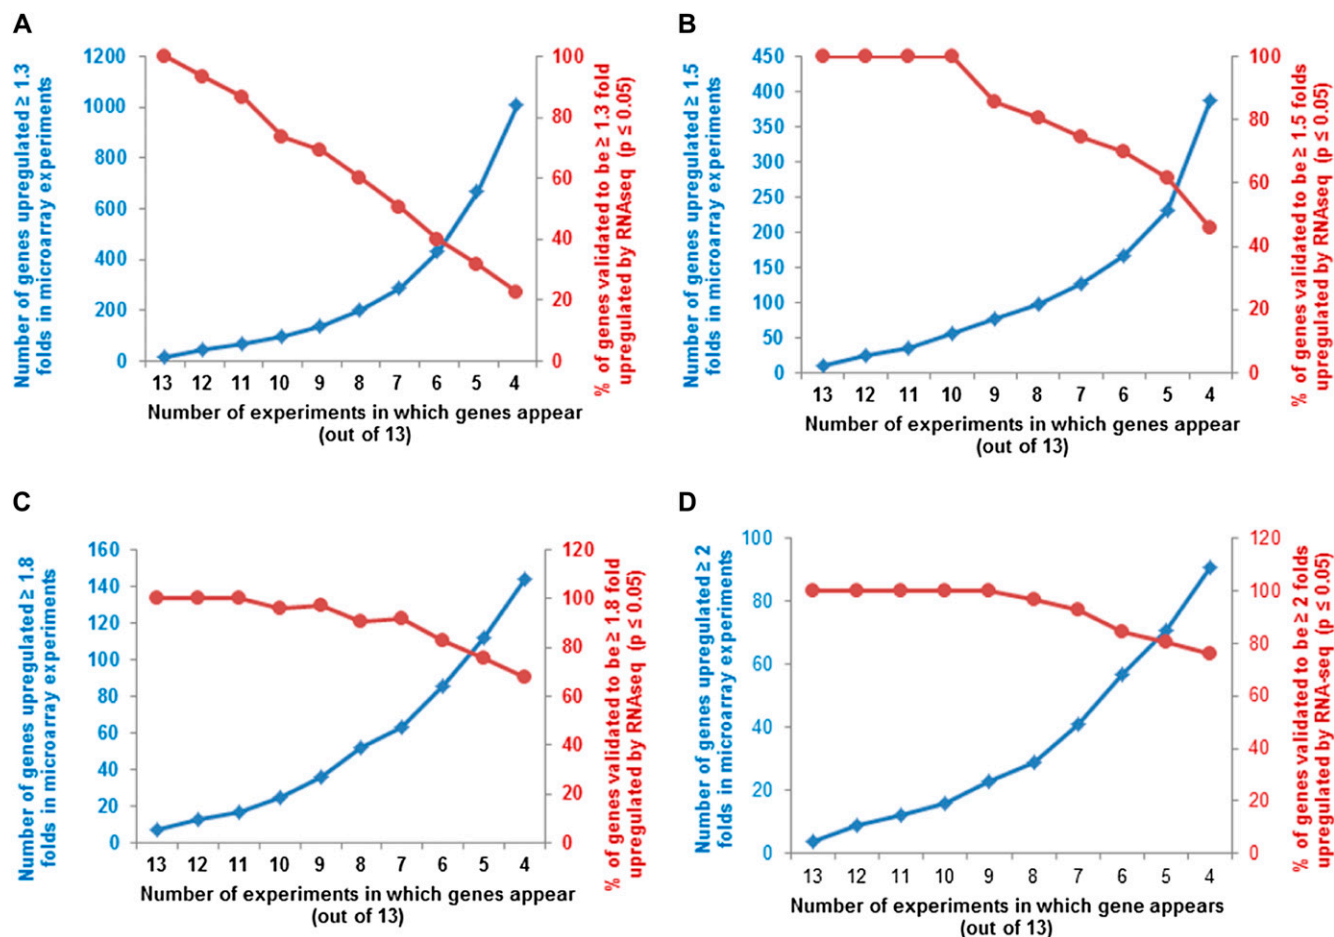 A
Number of genes upregulated ≥ 1.3
folds in microarray experiments
1200
1000
800
600
400
200
0
100
80
60
40
20
0
% of genes validated to be ≥ 1.3 fold
upregulated by RNAseq (p ≤ 0.05)
13 12 11 10 9 8 7 6 5 4
Number of experiments in which genes appear
(out of 13)
B
Number of genes upregulated ≥ 1.5
folds in microarray experiments
450
400
350
300
250
200
150
100
50
0
100
80
60
40
20
0
% of genes validated to be ≥ 1.5 folds
upregulated by RNAseq (p ≤ 0.05)
13 12 11 10 9 8 7 6 5 4
Number of experiments in which genes appear
(out of 13)
C
Number of genes upregulated ≥ 1.8
folds in microarray experiments
160
140
120
100
80
60
40
20
0
120
100
80
60
40
20
0
% of genes validated to be ≥ 1.8 fold
upregulated by RNAseq (p ≤ 0.05)
13 12 11 10 9 8 7 6 5 4
Number of experiments in which genes appear
(out of 13)
D
Number of genes upregulated ≥ 2
folds in microarray experiments
100
80
60
40
20
0
120
100
80
60
40
20
0
% of genes validated to be ≥ 2 folds
upregulated by RNA-seq (p ≤ 0.05)
13 12 11 10 9 8 7 6 5 4
Number of experiments in which gene appears
(out of 13)